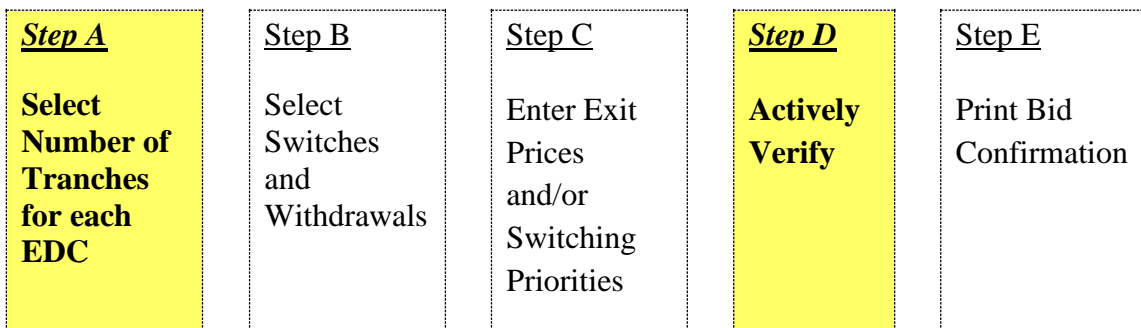 Step A
Select
Number of
Tranches
for each
EDC
Step B
Select
Switches
and
Withdrawals
Step C
Enter Exit
Prices
and/or
Switching
Priorities
Step D
Actively
Verify
Step E
Print Bid
Confirmation